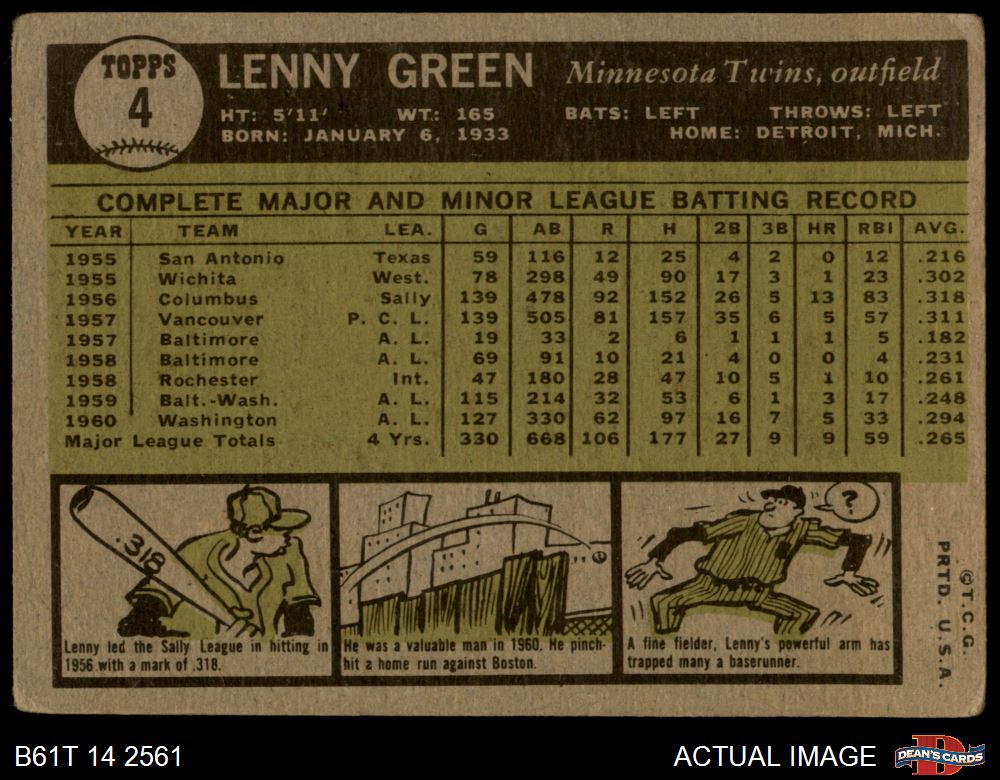 TOPPS
4
LENNY GREEN Minnesota Twins, outfield
HT: 5'11' WT: 165 BATS: LEFT THROWS: LEFT
BORN: JANUARY 6, 1933 HOME: DETROIT, MICH.
COMPLETE MAJOR AND MINOR LEAGUE BATTING RECORD
YEAR TEAM LEA. G AB R H 2B 3B HR RBI AVG.
1955 San Antonio Texas 59 116 12 25 4 2 0 12 .216
1955 Wichita West. 78 298 49 90 17 3 1 23 .302
1956 Columbus Sally 139 478 92 152 26 5 13 83 .318
1957 Vancouver P. C. L. 139 505 81 157 35 6 5 57 .311
1957 Baltimore A. L. 19 33 2 6 1 1 1 5 .182
1958 Baltimore A. L. 69 91 10 21 4 0 0 4 .231
1958 Rochester Int. 47 180 28 47 10 5 1 10 .261
1959 Balt.-Wash. A. L. 115 214 32 53 6 1 3 17 .248
1960 Washington A. L. 127 330 62 97 16 7 5 33 .294
Major League Totals 4 Yrs. 330 668 106 177 27 9 9 59 .265
.318
Lenny led the Sally League in hitting in
1956 with a mark of .318.
He was a valuable man in 1960. He pinch-
hit a home run against Boston.
?
A fine fielder, Lenny's powerful arm has
trapped many a baserunner.
©T.C.G.
PRTD. U.S.A.
B61T 14 2561
ACTUAL IMAGE
D
DEAN'S CARDS